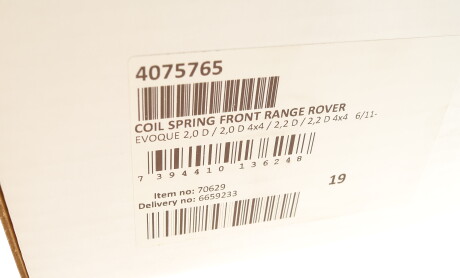 4075765
COIL SPRING FRONT RANGE ROVER
EVOQUE 2,0 D / 2,0 D 4x4 / 2,2 D / 2,2 D 4x4 6/11-
7 394410 136248
Item no: 70629
Delivery no: 6659233
19